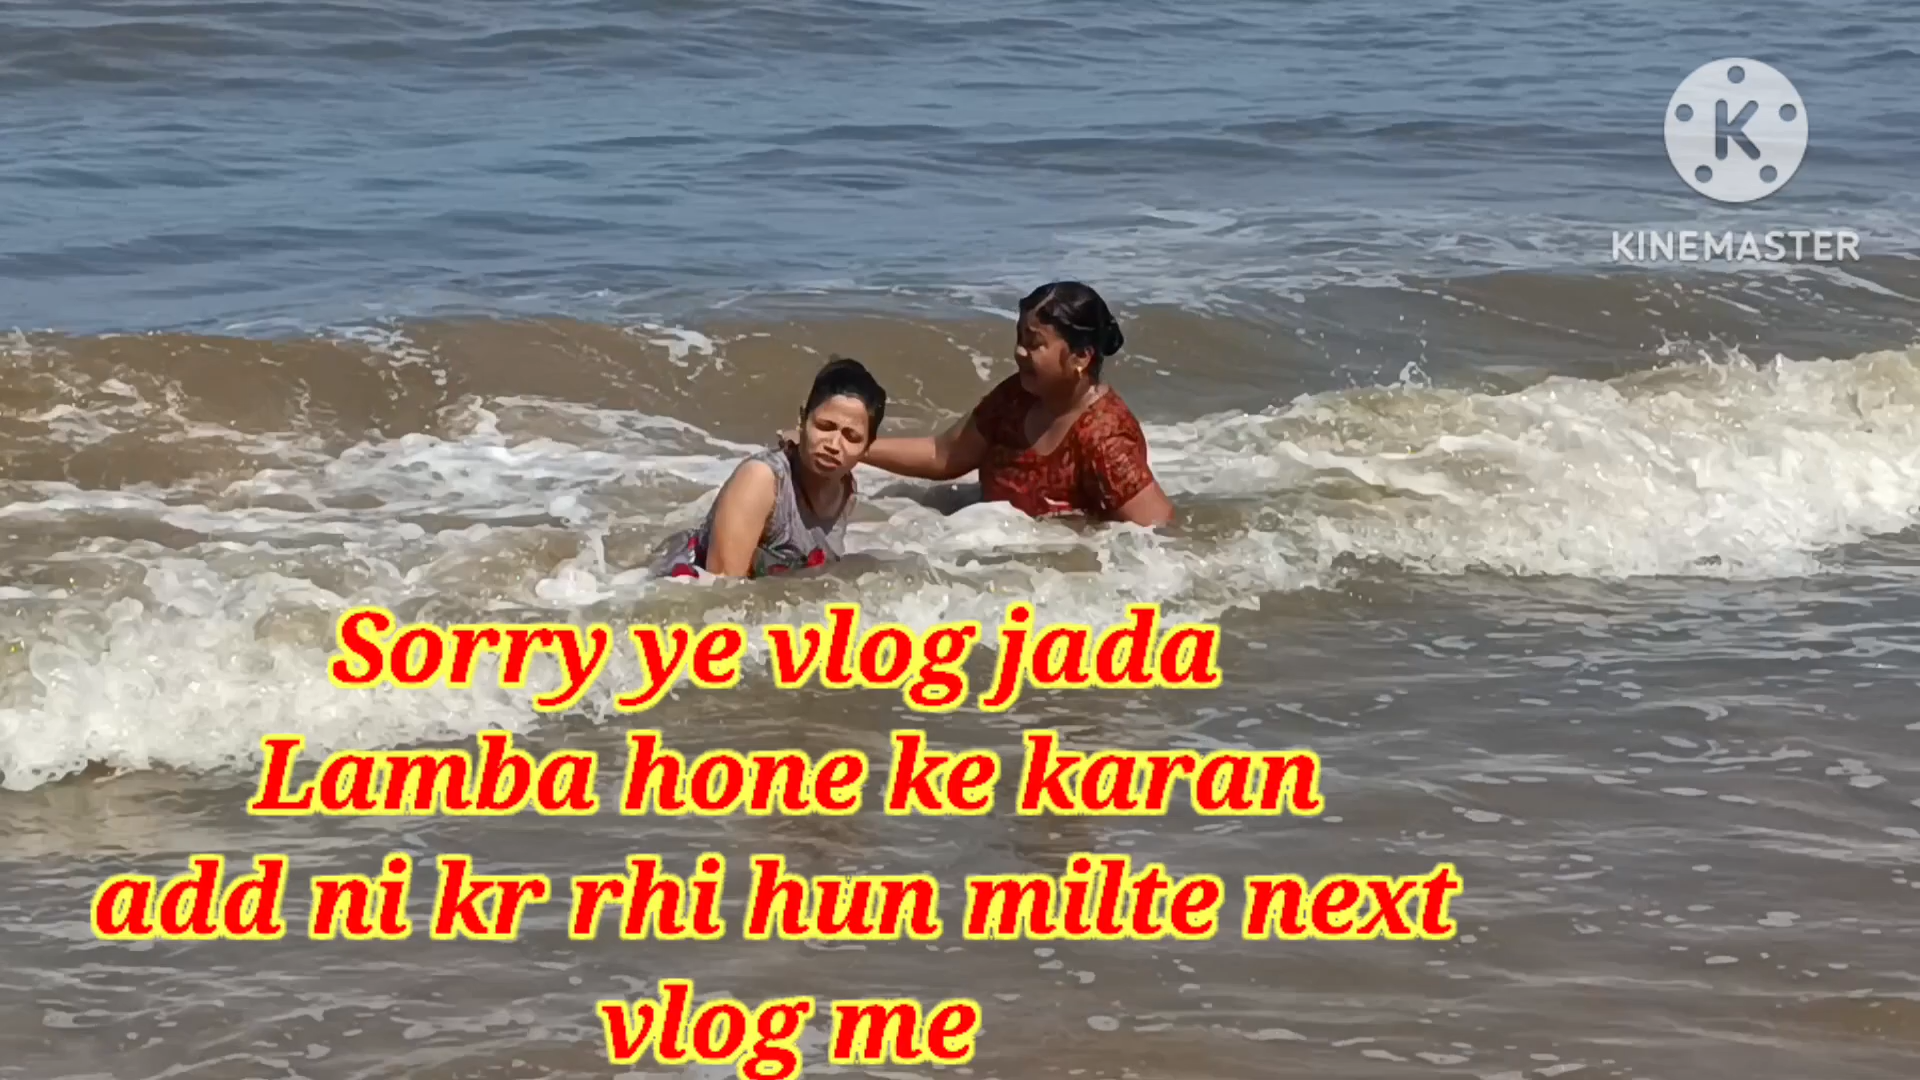 KINEMASTER
Sorry ye vlog jada
Lamba hone ke karan
add ni kr rhi hun milte next
vlog me